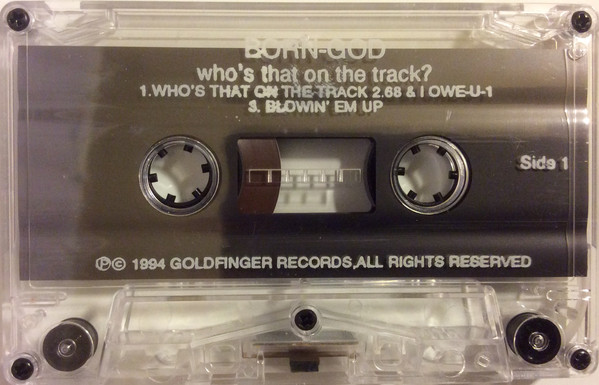 BORN-GOD
who's that on the track?
1.WHO'S THAT ON THE TRACK 2.68 & I OWE-U-1
3. BLOWIN' EM UP
Side 1
℗© 1994 GOLDFINGER RECORDS,ALL RIGHTS RESERVED